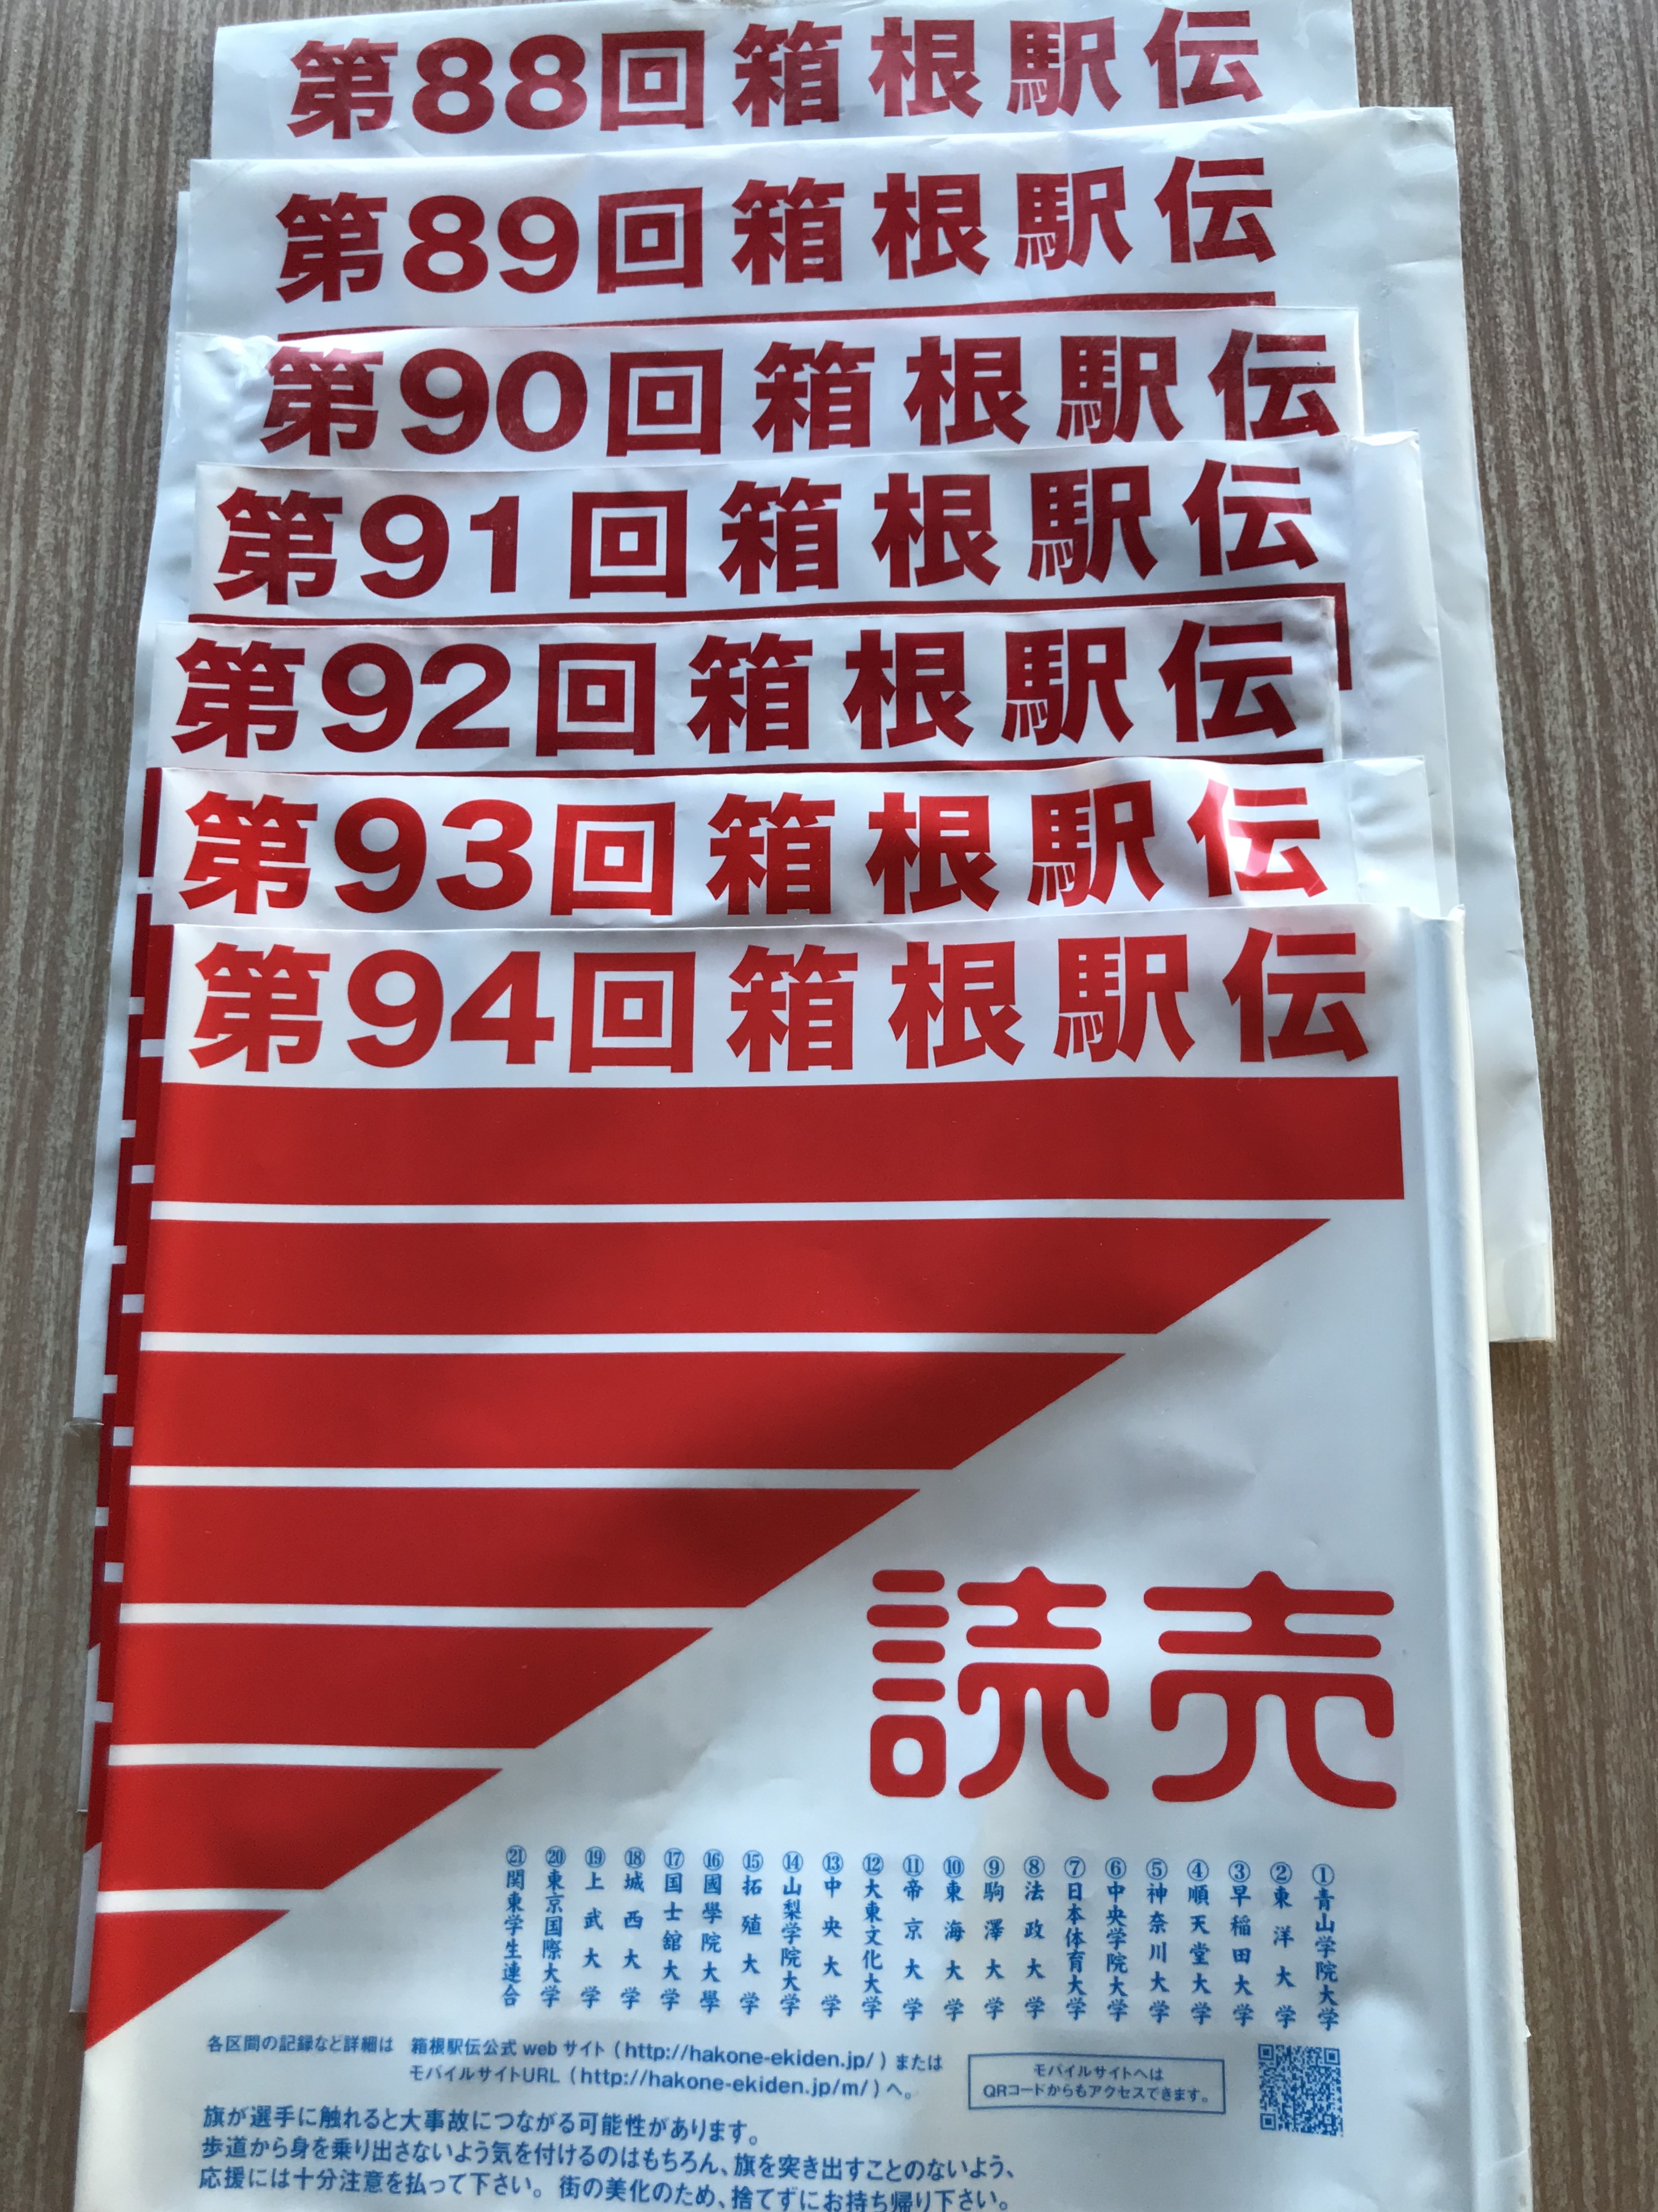 第88回箱根駅伝
第89回箱根駅伝
第90回箱根駅伝
第91回箱根駅伝
第92回箱根駅伝
第93回箱根駅伝
第94回箱根駅伝
読売
①青山学院大学
②東洋大学
③早稲田大学
④順天堂大学
⑤神奈川大学
⑥中央学院大学
⑦日本体育大学
⑧法政大学
⑨駒澤大学
⑩東海大学
⑪帝京大学
⑫大東文化大学
⑬中央大学
⑭山梨学院大学
⑮拓殖大学
⑯國學院大學
⑰国士舘大学
⑱城西大学
⑲上武大学
⑳東京国際大学
㉑関東学生連合
各区間の記録など詳細は 箱根駅伝公式 web サイト（http://hakone-ekiden.jp/）または
モバイルサイトURL（http://hakone-ekiden.jp/m/）へ。
モバイルサイトへは
QRコードからもアクセスできます。
旗が選手に触れると大事故につながる可能性があります。
歩道から身を乗り出さないよう気を付けるのはもちろん、旗を突き出すことのないよう、
応援には十分注意を払って下さい。街の美化のため、捨てずにお持ち帰り下さい。